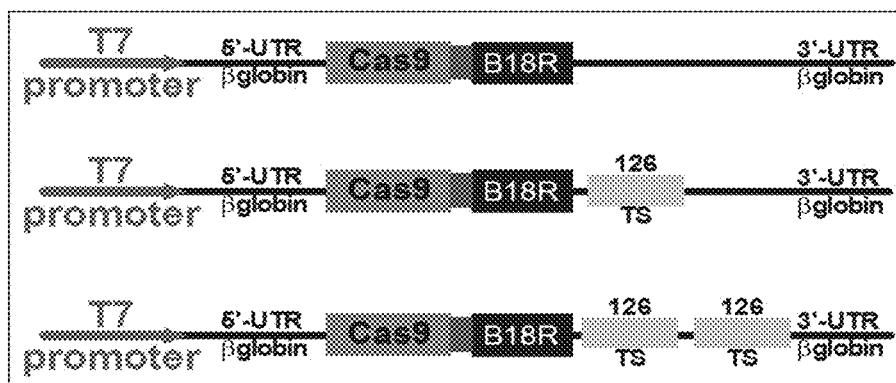 T7 5'-UTR Cas9 B18R 3'-UTR
promoter βglobin βglobin
126
T7 5'-UTR Cas9 B18R 3'-UTR
promoter βglobin TS βglobin
126 126
T7 5'-UTR Cas9 B18R 3'-UTR
promoter βglobin TS TS βglobin